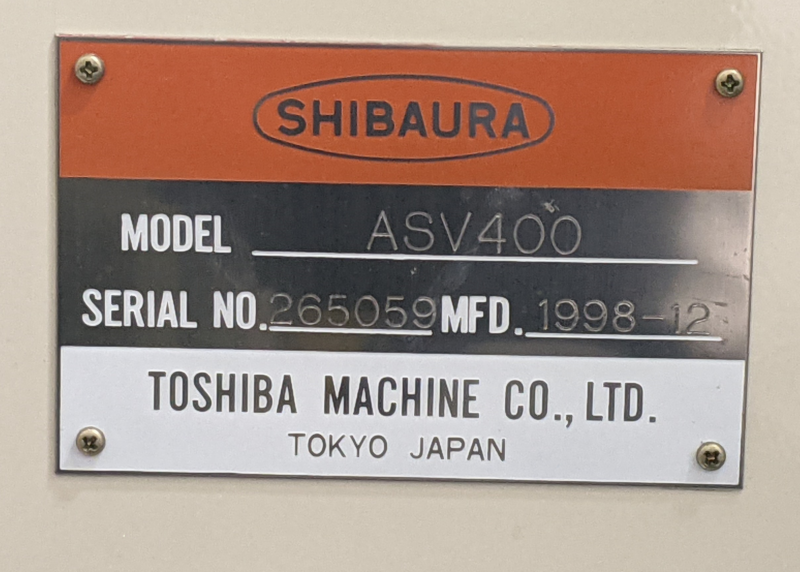 SHIBAURA
MODEL ASV400
SERIAL NO. 265059 MFD. 1998-12
TOSHIBA MACHINE CO., LTD.
TOKYO JAPAN